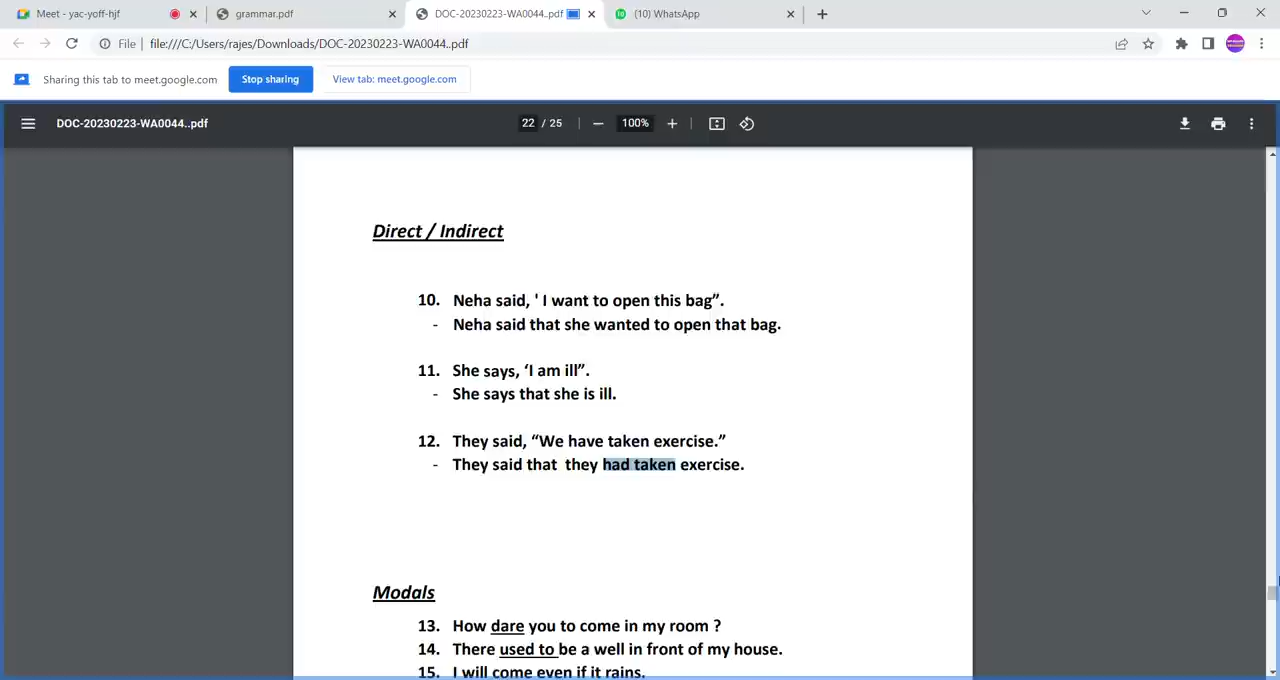 Meet - yac-yoff-hjf
grammar.pdf
DOC-20230223-WA0044..pdf
(10) WhatsApp
File
file:///C:/Users/rajes/Downloads/DOC-20230223-WA0044..pdf
Sharing this tab to meet.google.com
Stop sharing
View tab: meet.google.com
DOC-20230223-WA0044..pdf
22 / 25
100%
Direct / Indirect
10. Neha said, ' I want to open this bag”.
- Neha said that she wanted to open that bag.
11. She says, ‘I am ill”.
- She says that she is ill.
12. They said, “We have taken exercise.”
- They said that they had taken exercise.
Modals
13. How dare you to come in my room ?
14. There used to be a well in front of my house.
15. I will come even if it rains.